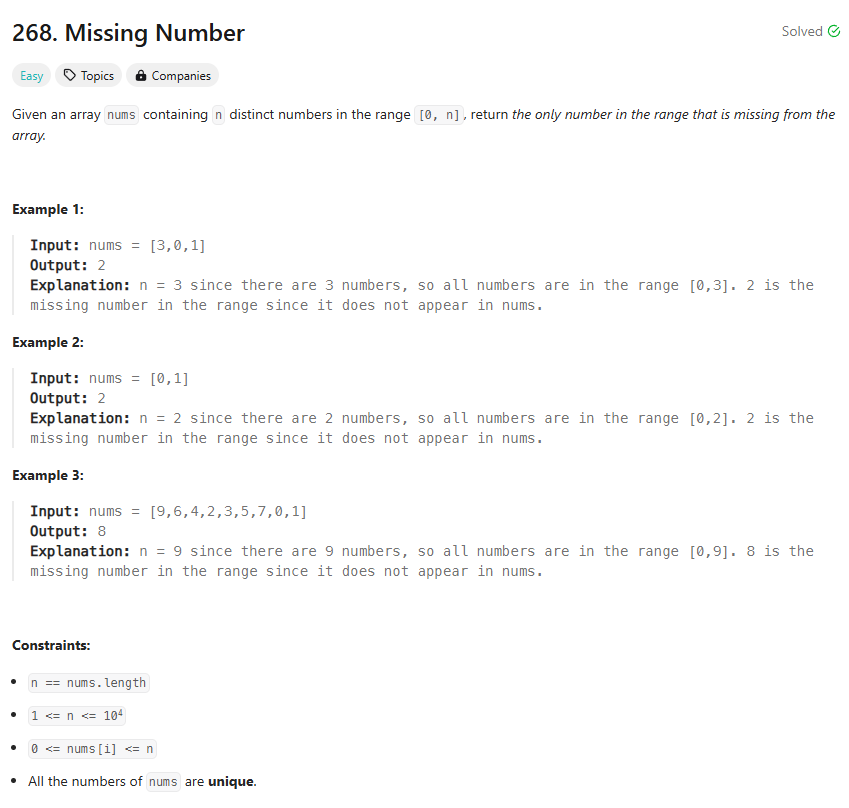 268. Missing Number
Solved
Easy
Topics
Companies
Given an array nums containing n distinct numbers in the range [0, n], return the only number in the range that is missing from the
array.
Example 1:
Input: nums = [3,0,1]
Output: 2
Explanation: n = 3 since there are 3 numbers, so all numbers are in the range [0,3]. 2 is the
missing number in the range since it does not appear in nums.
Example 2:
Input: nums = [0,1]
Output: 2
Explanation: n = 2 since there are 2 numbers, so all numbers are in the range [0,2]. 2 is the
missing number in the range since it does not appear in nums.
Example 3:
Input: nums = [9,6,4,2,3,5,7,0,1]
Output: 8
Explanation: n = 9 since there are 9 numbers, so all numbers are in the range [0,9]. 8 is the
missing number in the range since it does not appear in nums.
Constraints:
• n == nums.length
• 1 <= n <= 10⁴
• 0 <= nums[i] <= n
• All the numbers of nums are unique.